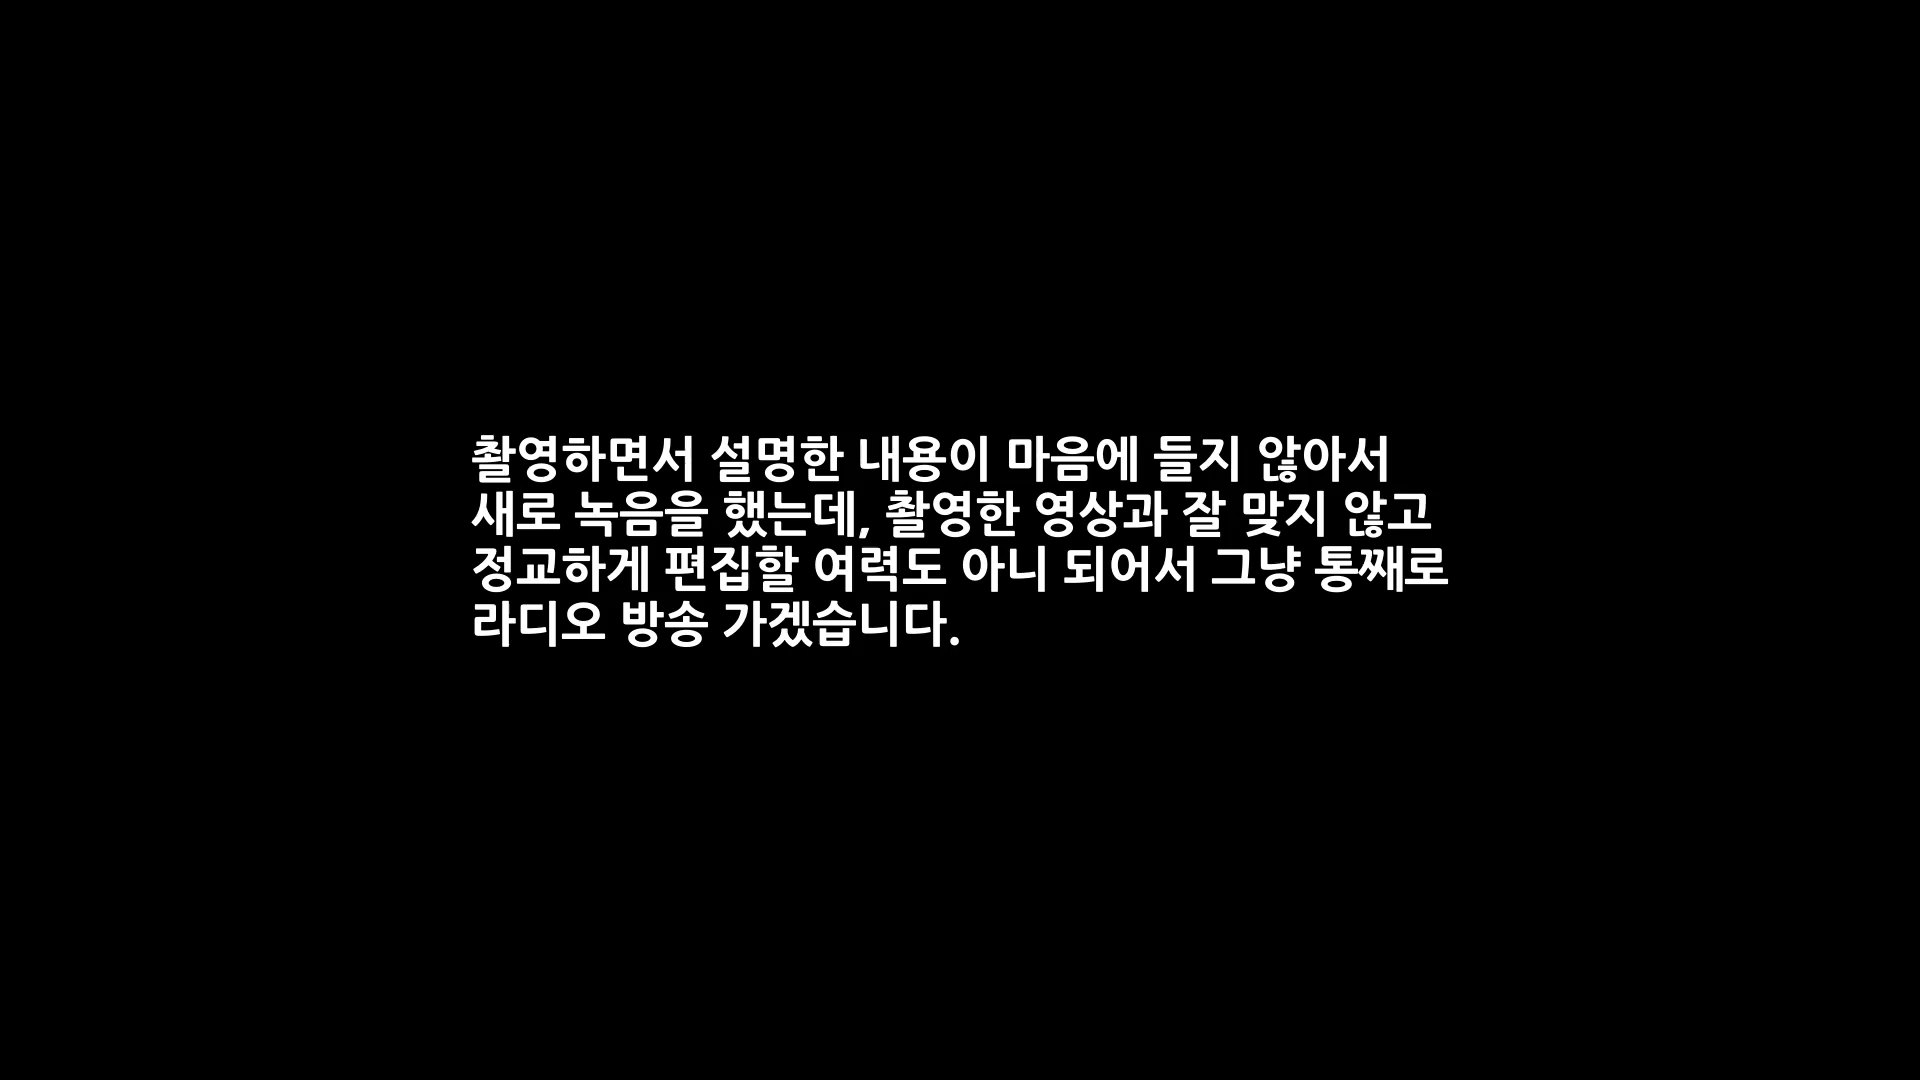 촬영하면서 설명한 내용이 마음에 들지 않아서
새로 녹음을 했는데, 촬영한 영상과 잘 맞지 않고
정교하게 편집할 여력도 아니 되어서 그냥 통째로
라디오 방송 가겠습니다.